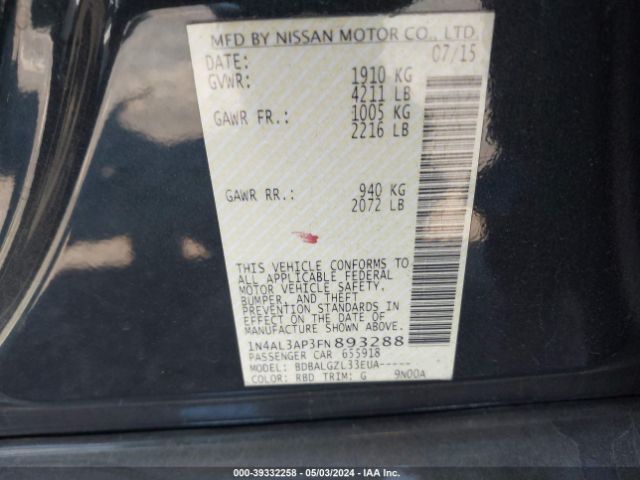 MFD BY NISSAN MOTOR CO., LTD.
DATE: 07/15
GVWR: 1910 KG
4211 LB
GAWR FR.: 1005 KG
2216 LB
GAWR RR.: 940 KG
2072 LB
THIS VEHICLE CONFORMS TO
ALL APPLICABLE FEDERAL
MOTOR VEHICLE SAFETY,
BUMPER, AND THEFT
PREVENTION STANDARDS IN
EFFECT ON THE DATE OF
MANUFACTURE SHOWN ABOVE.
1N4AL3AP3FN893288
PASSENGER CAR 655918
MODEL: BDBALGZL33EUA-----
COLOR: RBD TRIM: G 9N00A
000-39332258 - 05/03/2024 - IAA Inc.